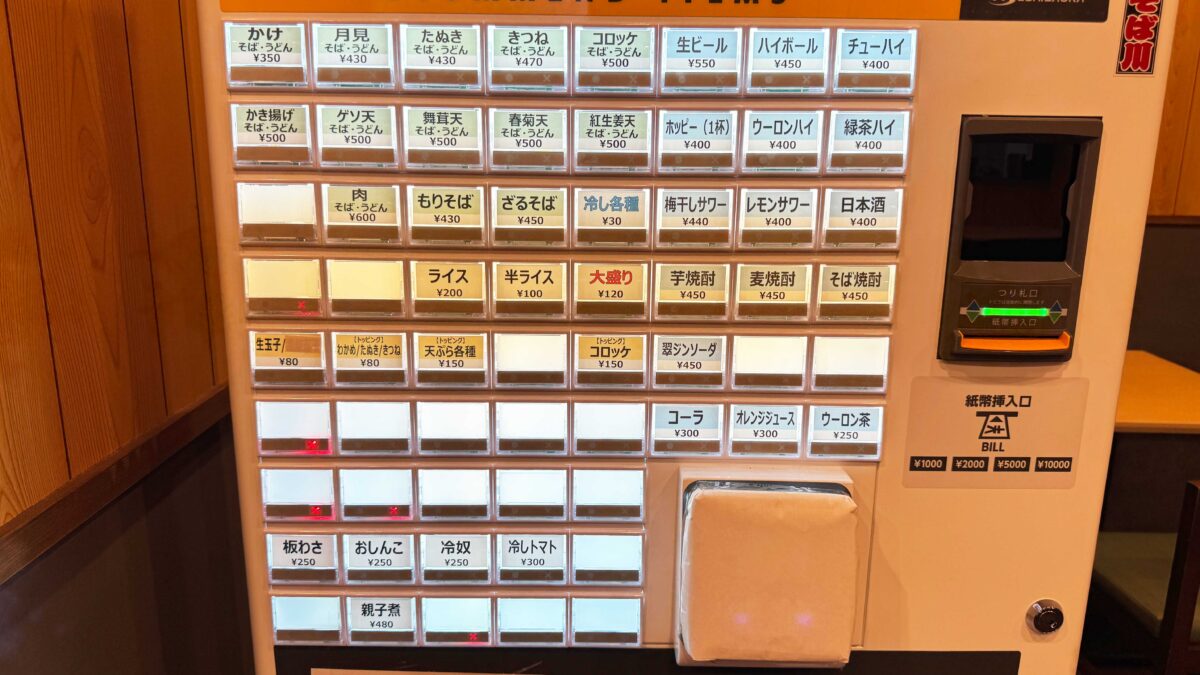 そば川
かけ
そば・うどん
¥350
月見
そば・うどん
¥430
たぬき
そば・うどん
¥430
きつね
そば・うどん
¥470
コロッケ
そば・うどん
¥500
生ビール
¥550
ハイボール
¥450
チューハイ
¥400
かき揚げ
そば・うどん
¥500
ゲソ天
そば・うどん
¥500
舞茸天
そば・うどん
¥500
春菊天
そば・うどん
¥500
紅生姜天
そば・うどん
¥500
ホッピー（1杯）
¥400
ウーロンハイ
¥400
緑茶ハイ
¥400
肉
そば・うどん
¥600
もりそば
¥430
ざるそば
¥450
冷し各種
¥30
梅干しサワー
¥440
レモンサワー
¥400
日本酒
¥400
ライス
¥200
半ライス
¥100
大盛り
¥120
芋焼酎
¥450
麦焼酎
¥450
そば焼酎
¥450
つり札口
紙幣挿入口
生玉子/
¥80
【トッピング】
わかめ/たぬき/きつね
¥80
【トッピング】
天ぷら各種
¥150
【トッピング】
コロッケ
¥150
翠ジンソーダ
¥450
コーラ
¥300
オレンジジュース
¥300
ウーロン茶
¥250
紙幣挿入口
BILL
¥1000 ¥2000 ¥5000 ¥10000
板わさ
¥250
おしんこ
¥250
冷奴
¥250
冷しトマト
¥300
親子煮
¥480